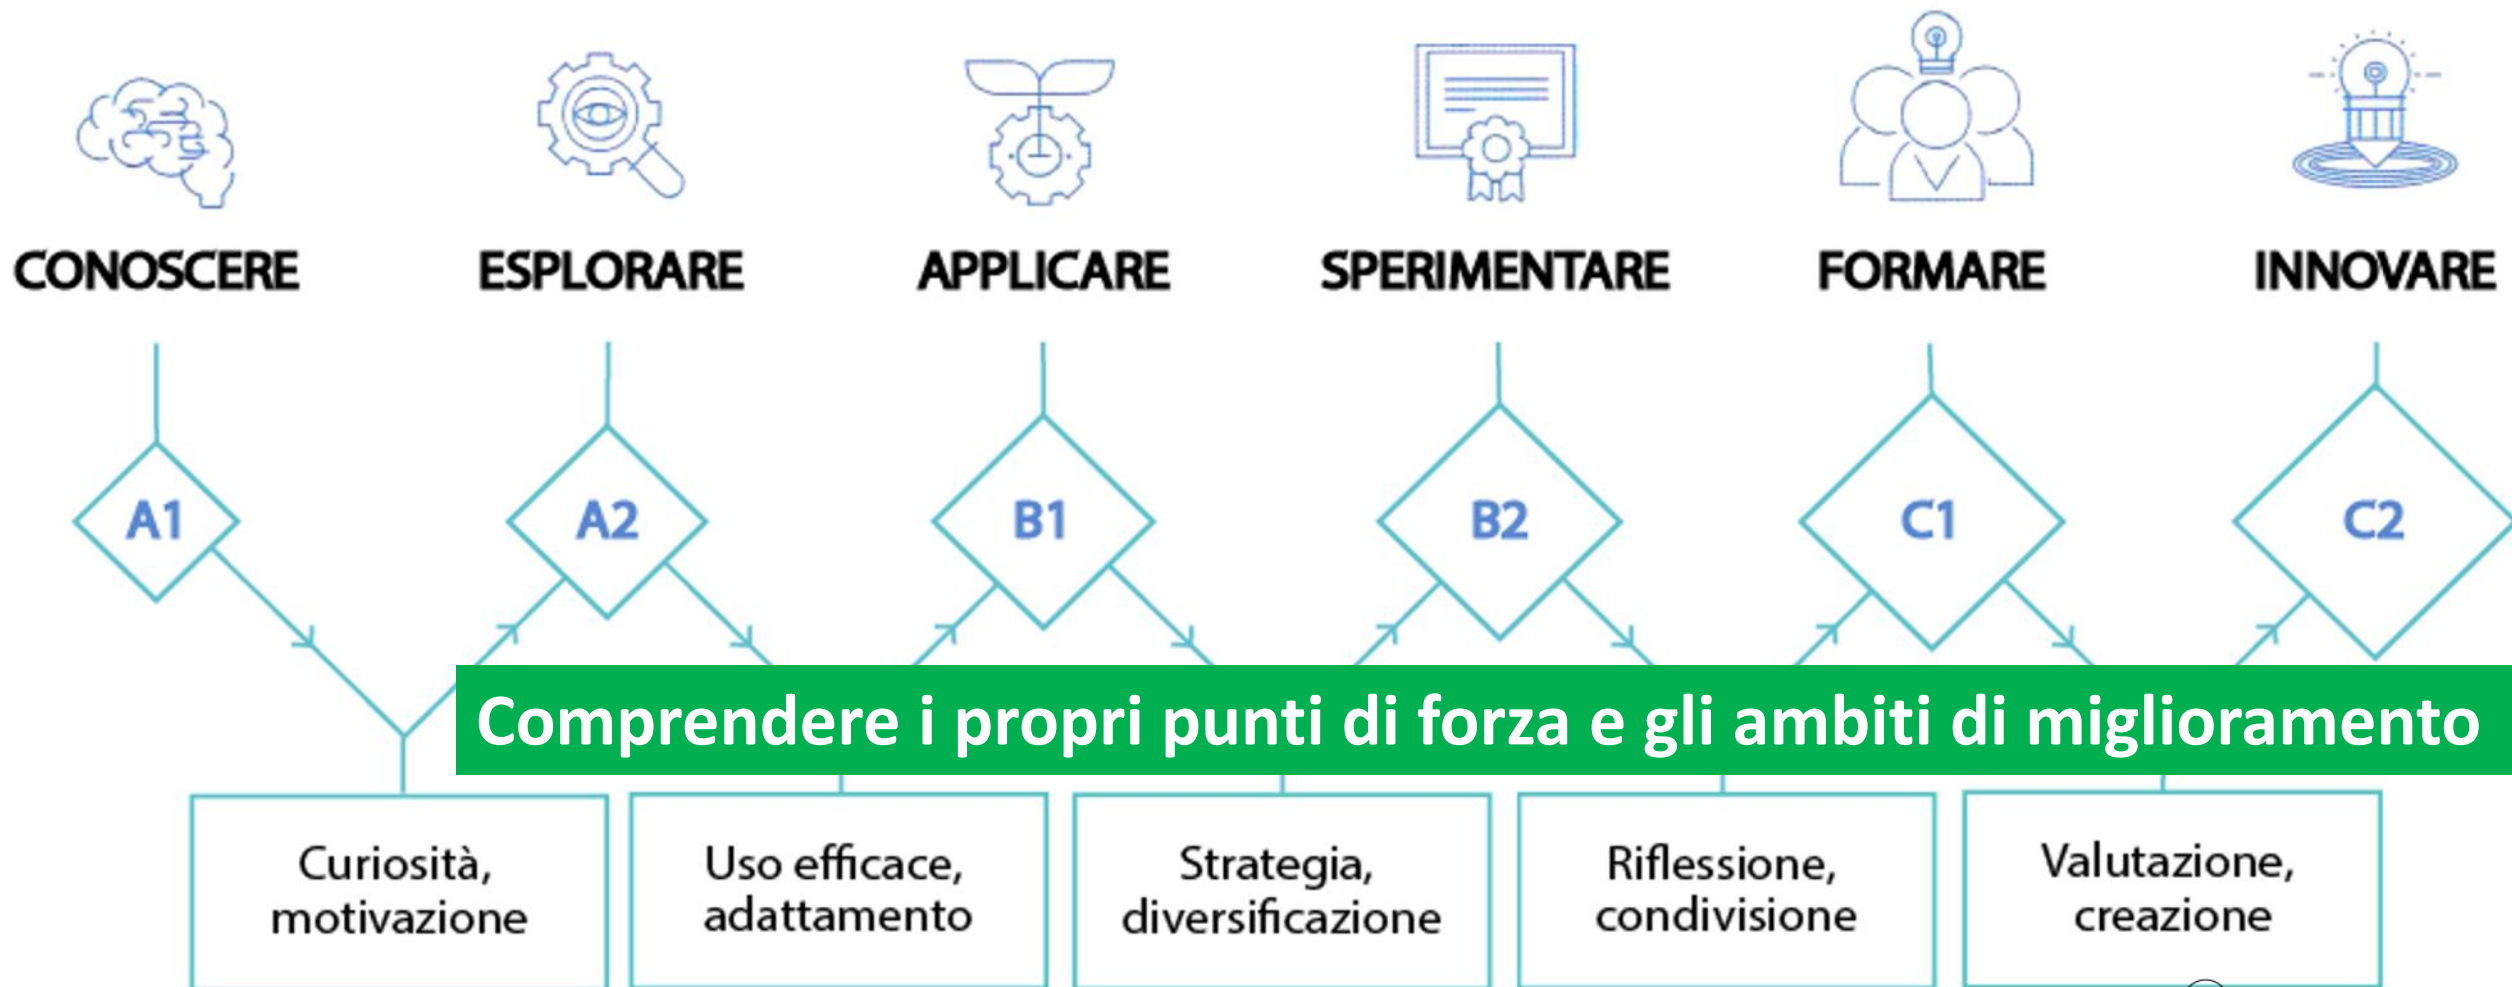 CONOSCERE
ESPLORARE
APPLICARE
SPERIMENTARE
FORMARE
INNOVARE
A1
A2
B1
B2
C1
C2
Comprendere i propri punti di forza e gli ambiti di miglioramento
Curiosità,
motivazione
Uso efficace,
adattamento
Strategia,
diversificazione
Riflessione,
condivisione
Valutazione,
creazione